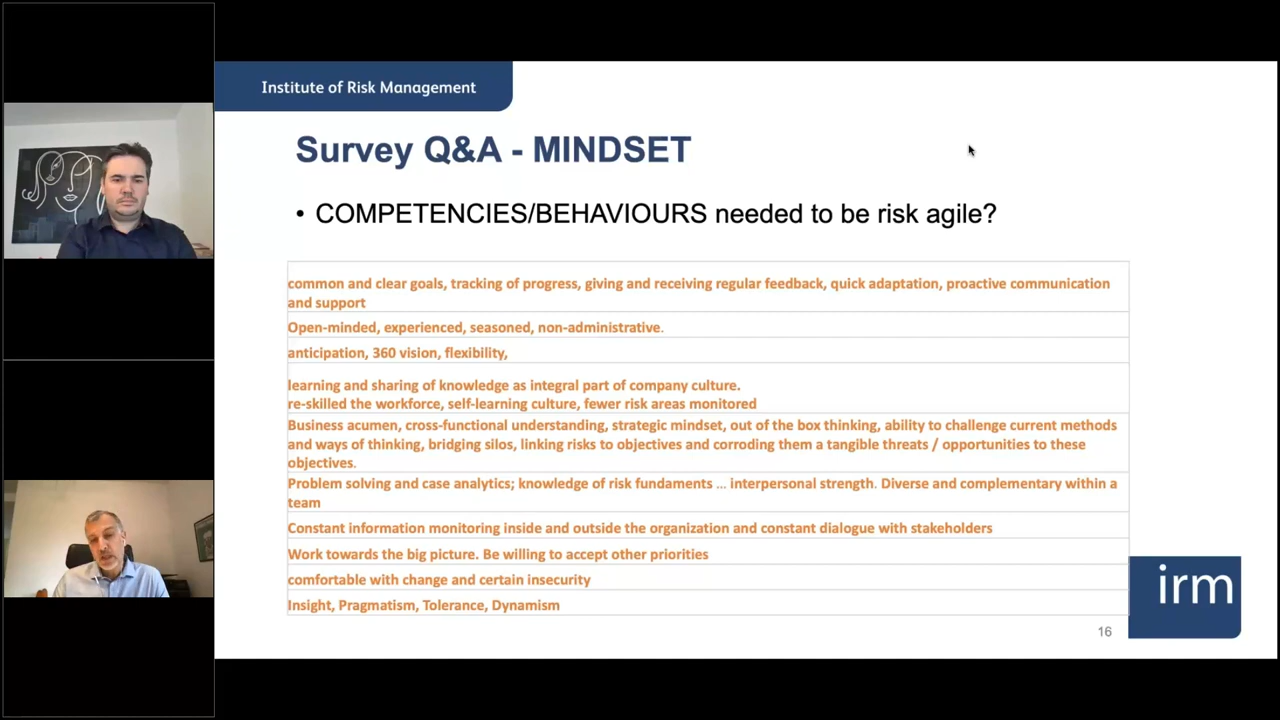 Institute of Risk Management
Survey Q&A - MINDSET
• COMPETENCIES/BEHAVIOURS needed to be risk agile?
common and clear goals, tracking of progress, giving and receiving regular feedback, quick adaptation, proactive communication
and support
Open-minded, experienced, seasoned, non-administrative.
anticipation, 360 vision, flexibility,
learning and sharing of knowledge as integral part of company culture.
re-skilled the workforce, self-learning culture, fewer risk areas monitored
Business acumen, cross-functional understanding, strategic mindset, out of the box thinking, ability to challenge current methods
and ways of thinking, bridging silos, linking risks to objectives and corroding them a tangible threats / opportunities to these
objectives.
Problem solving and case analytics; knowledge of risk fundaments ... interpersonal strength. Diverse and complementary within a
team
Constant information monitoring inside and outside the organization and constant dialogue with stakeholders
Work towards the big picture. Be willing to accept other priorities
comfortable with change and certain insecurity
Insight, Pragmatism, Tolerance, Dynamism
irm
16